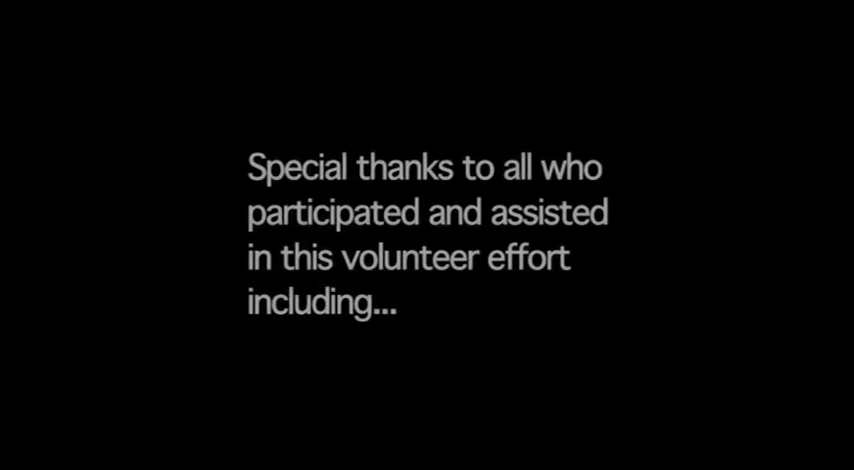 Special thanks to all who
participated and assisted
in this volunteer effort
including...